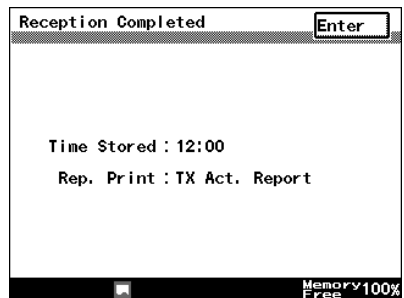 Reception Completed
Enter
Time Stored : 12:00
Rep. Print : TX Act. Report
Memory 100%
Free